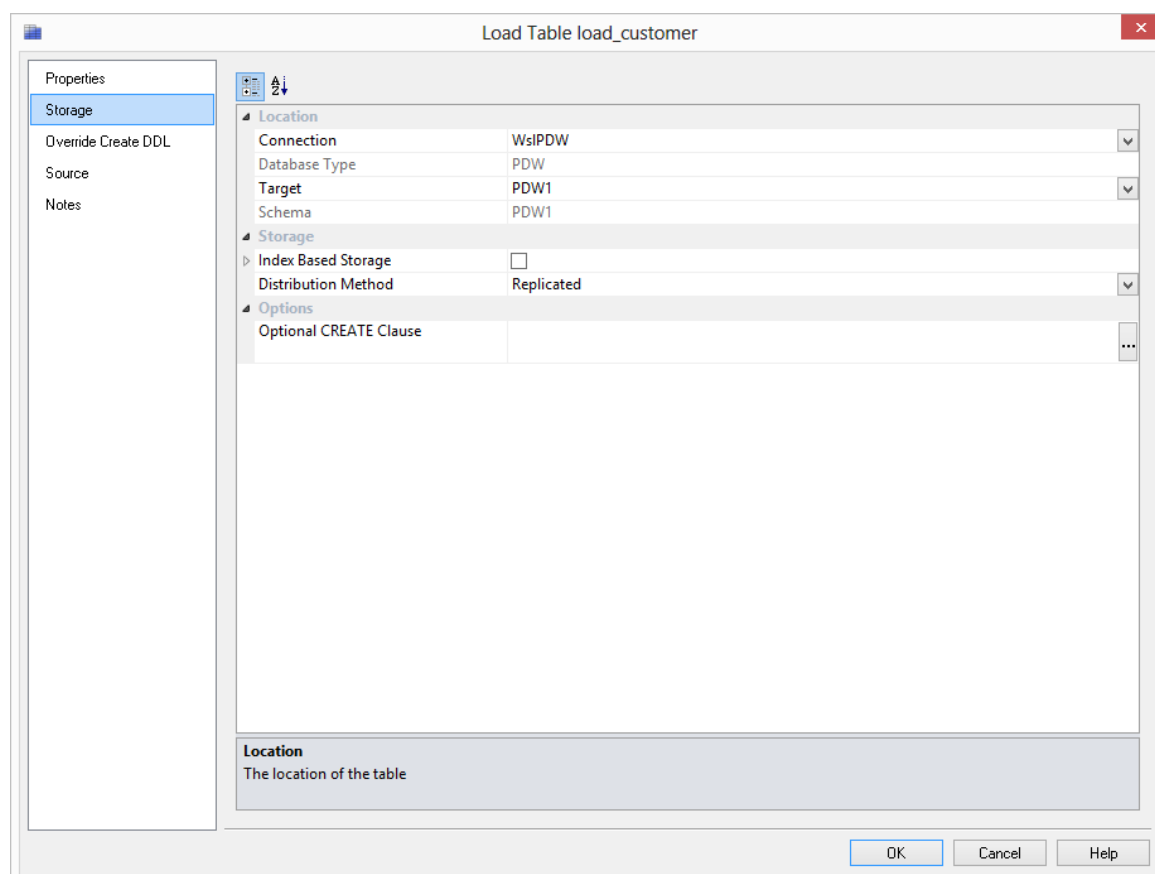 Load Table load_customer
Properties
Storage
Override Create DDL
Source
Notes
Location
Connection WslPDW
Database Type PDW
Target PDW1
Schema PDW1
Storage
Index Based Storage
Distribution Method Replicated
Options
Optional CREATE Clause
...
Location
The location of the table
OK Cancel Help